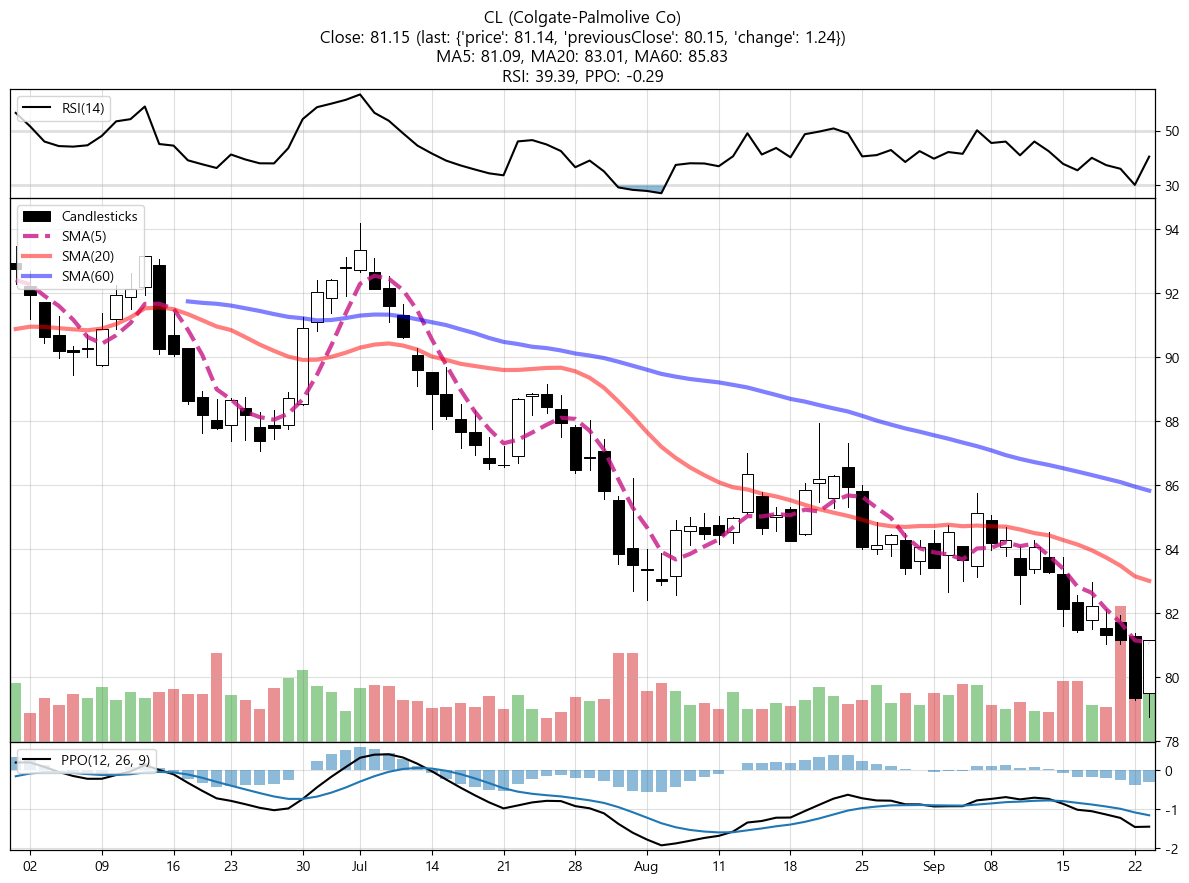 CL (Colgate-Palmolive Co)
Close: 81.15 (last: {'price': 81.14, 'previousClose': 80.15, 'change': 1.24})
MA5: 81.09, MA20: 83.01, MA60: 85.83
RSI: 39.39, PPO: -0.29
RSI(14)
50
30
Candlesticks
SMA(5)
SMA(20)
SMA(60)
94
92
90
88
86
84
82
80
78
PPO(12, 26, 9)
0
-1
-2
02 09 16 23 30 Jul 14 21 28 Aug 11 18 25 Sep 08 15 22